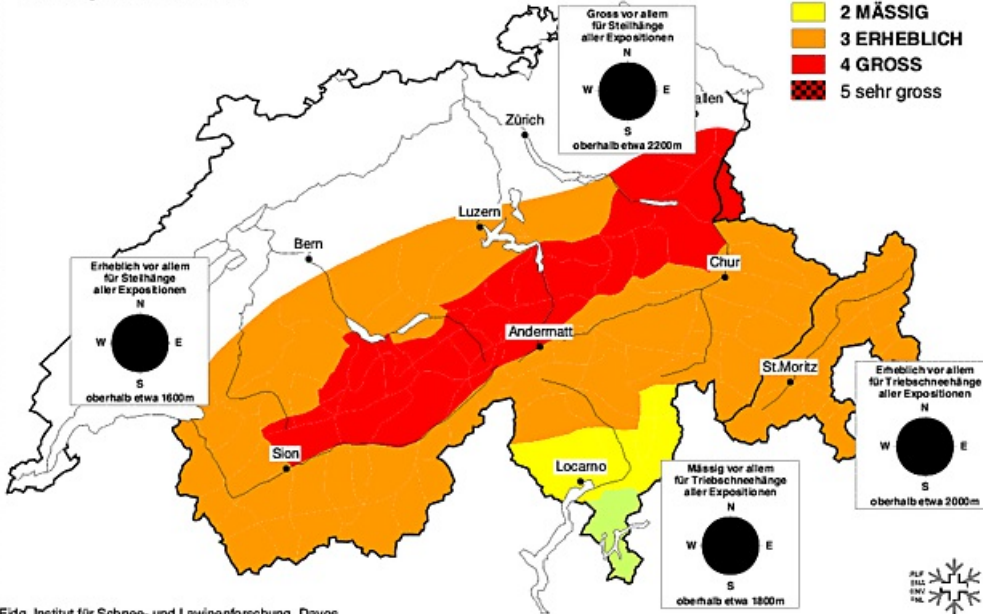 2 MÄSSIG
3 ERHEBLICH
4 GROSS
5 sehr gross
Gross vor allem
für Steilhänge
aller Expositionen
N
W E
S
oberhalb etwa 2200m
allen
Zürich
Luzern
Bern
Erheblich vor allem
für Steilhänge
aller Expositionen
N
W E
S
oberhalb etwa 1600m
Chur
Andermatt
St.Moritz
Erheblich vor allem
für Triebschneehänge
aller Expositionen
N
W E
S
oberhalb etwa 2000m
Sion
Locarno
Mässig vor allem
für Triebschneehänge
aller Expositionen
N
W E
S
oberhalb etwa 1800m
Eidg. Institut für Schnee- und Lawinenforschung, Davos